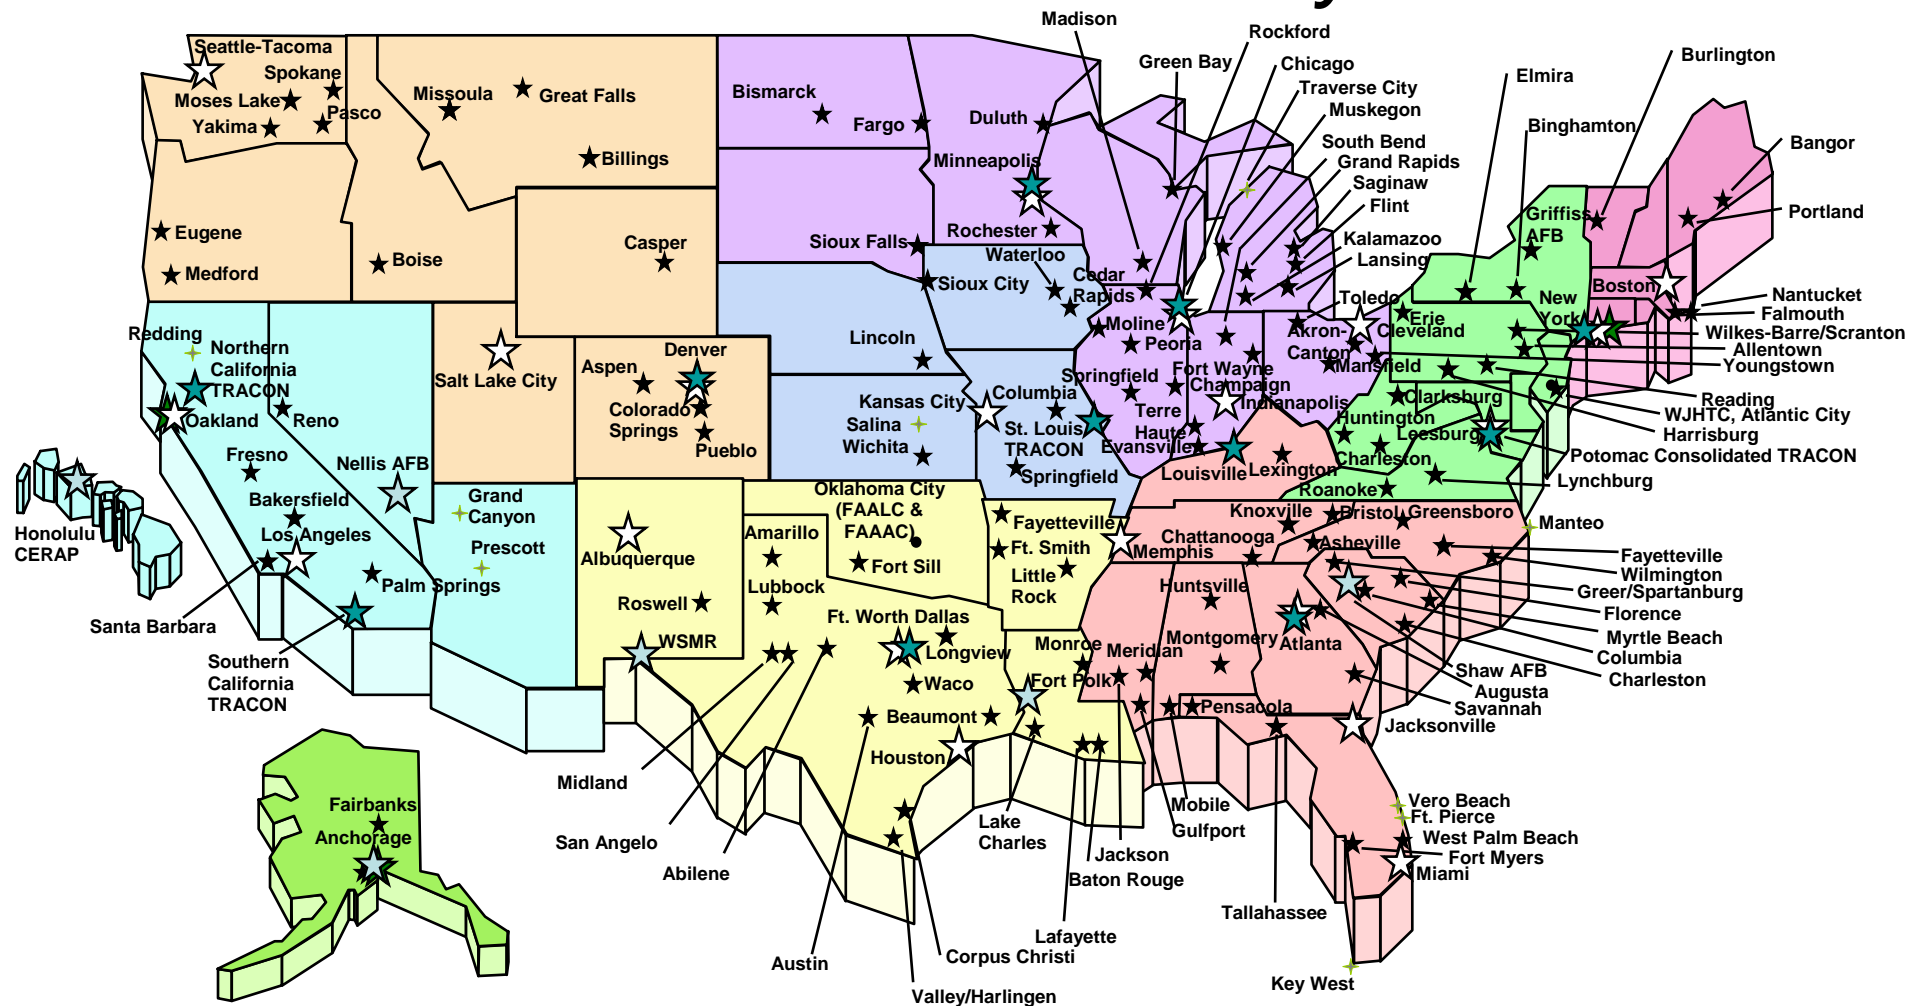 Madison
Rockford
Green Bay
Chicago
Traverse City
Muskegon
South Bend
Grand Rapids
Saginaw
Flint
Kalamazoo
Lansing
Toledo
Burlington
Elmira
Binghamton
Bangor
Portland
Seattle-Tacoma
Spokane
Moses Lake
Pasco
Yakima
Missoula
Great Falls
Billings
Bismarck
Fargo
Duluth
Minneapolis
Eugene
Medford
Boise
Casper
Sioux Falls
Rochester
Waterloo
Sioux City
Cedar
Rapids
Griffiss
AFB
Boston
New
York
Nantucket
Falmouth
Wilkes-Barre/Scranton
Allentown
Youngstown
Reading
WJHTC, Atlantic City
Harrisburg
Potomac Consolidated TRACON
Lynchburg
Redding
Northern
California
TRACON
Oakland
Reno
Salt Lake City
Aspen
Denver
Colorado
Springs
Pueblo
Lincoln
Moline
Peoria
Springfield
Fort Wayne
Champaign
Indianapolis
Akron-
Canton
Cleveland
Erie
Mansfield
Clarksburg
Huntington
Leesburg
Charleston
Roanoke
Kansas City
Salina
Wichita
Columbia
St. Louis
TRACON
Springfield
Terre
Haute
Evansville
Louisville
Lexington
Fresno
Nellis AFB
Bakersfield
Los Angeles
Palm Springs
Grand
Canyon
Prescott
Honolulu
CERAP
Santa Barbara
Southern
California
TRACON
Albuquerque
Roswell
WSMR
Amarillo
Lubbock
Oklahoma City
(FAALC &
FAAAC)
Fort Sill
Fayetteville
Ft. Smith
Little
Rock
Memphis
Knoxville
Bristol
Greensboro
Chattanooga
Asheville
Manteo
Fayetteville
Wilmington
Greer/Spartanburg
Florence
Myrtle Beach
Columbia
Charleston
Shaw AFB
Augusta
Savannah
Jacksonville
Huntsville
Montgomery
Atlanta
Ft. Worth Dallas
Longview
Waco
Monroe
Meridian
Fort Polk
Beaumont
Houston
Pensacola
Midland
San Angelo
Abilene
Austin
Valley/Harlingen
Corpus Christi
Lake
Charles
Lafayette
Baton Rouge
Jackson
Gulfport
Mobile
Tallahassee
Vero Beach
Ft. Pierce
West Palm Beach
Fort Myers
Miami
Key West
Fairbanks
Anchorage